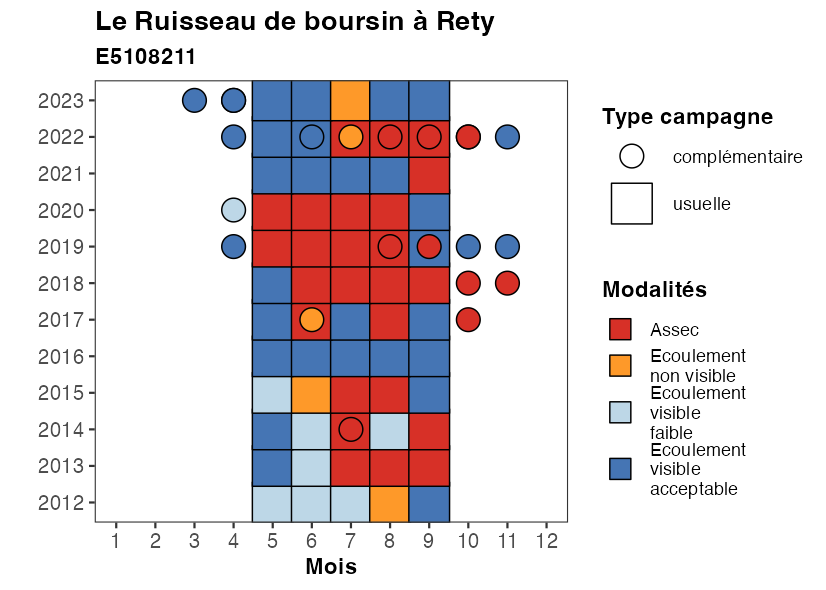 Le Ruisseau de boursin à Rety
E5108211
2023
2022
2021
2020
2019
2018
2017
2016
2015
2014
2013
2012
1 2 3 4 5 6 7 8 9 10 11 12
Mois
Type campagne
complémentaire
usuelle
Modalités
Assec
Ecoulement
non visible
Ecoulement
visible
faible
Ecoulement
visible
acceptable